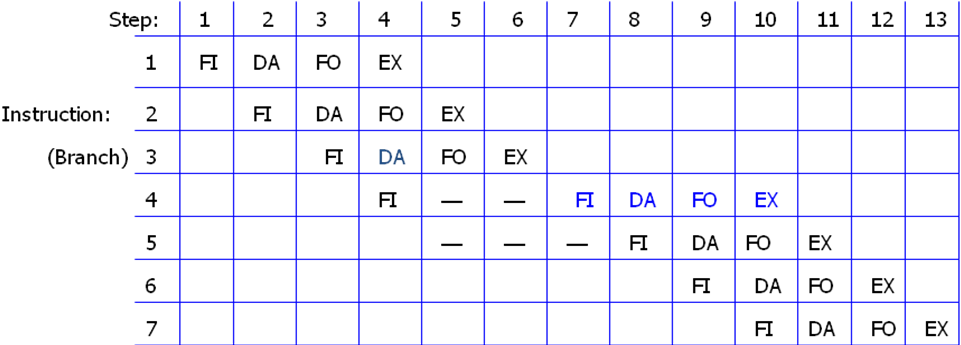 Step: 1 2 3 4 5 6 7 8 9 10 11 12 13
1 FI DA FO EX
Instruction: 2 FI DA FO EX
(Branch) 3 FI DA FO EX
4 FI — — FI DA FO EX
5 — — — FI DA FO EX
6 FI DA FO EX
7 FI DA FO EX